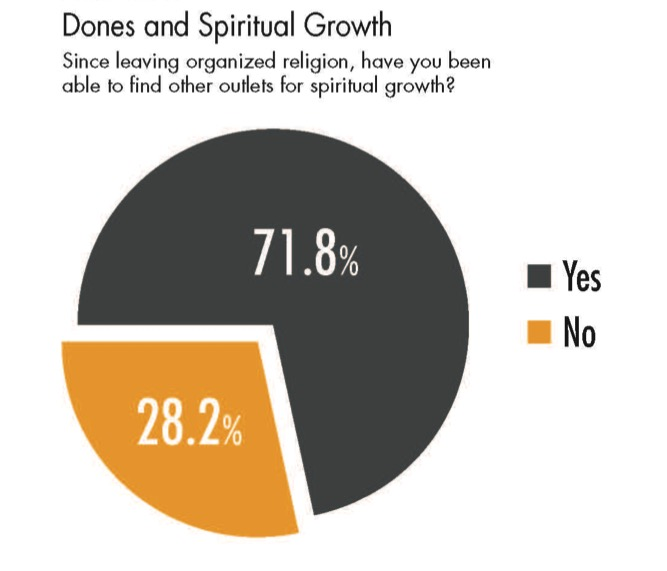 Dones and Spiritual Growth
Since leaving organized religion, have you been
able to find other outlets for spiritual growth?
71.8%
Yes
No
28.2%